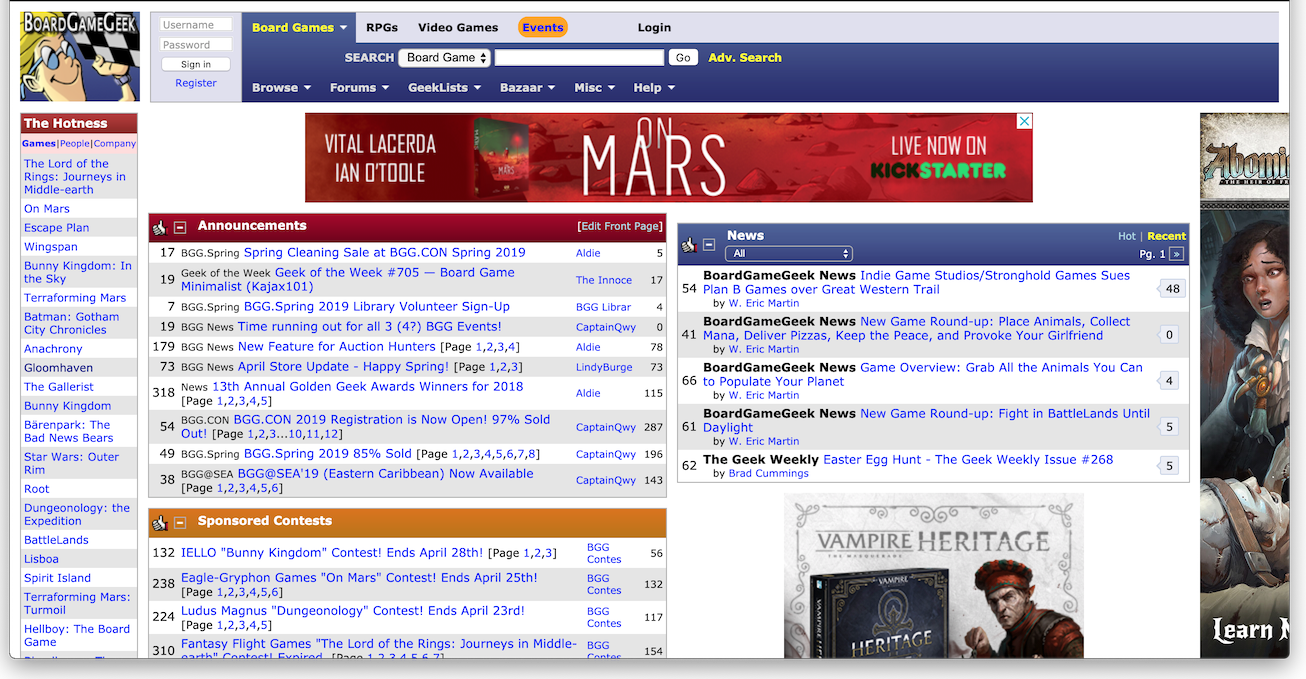 BOARDGAMEGEEK
Username
Password
Sign in
Register
Board Games RPGs Video Games Events Login
SEARCH Board Game Go Adv. Search
Browse Forums GeekLists Bazaar Misc Help
The Hotness
Games|People|Company
The Lord of the
Rings: Journeys in
Middle-earth
On Mars
Escape Plan
Wingspan
Bunny Kingdom: In
the Sky
Terraforming Mars
Batman: Gotham
City Chronicles
Anachrony
Gloomhaven
The Gallerist
Bunny Kingdom
Bärenpark: The
Bad News Bears
Star Wars: Outer
Rim
Root
Dungeonology: the
Expedition
BattleLands
Lisboa
Spirit Island
Terraforming Mars:
Turmoil
Hellboy: The Board
Game
VITAL LACERDA
IAN O'TOOLE
ON
MARS
LIVE NOW ON
KICKSTARTER
Announcements [Edit Front Page]
17 BGG.Spring Spring Cleaning Sale at BGG.CON Spring 2019 Aldie 5
19 Geek of the Week Geek of the Week #705 — Board Game
Minimalist (Kajax101) The Innoce 17
7 BGG.Spring BGG.Spring 2019 Library Volunteer Sign-Up BGG Librar 4
19 BGG News Time running out for all 3 (4?) BGG Events! CaptainQwy 0
179 BGG News New Feature for Auction Hunters [Page 1,2,3,4] Aldie 78
73 BGG News April Store Update - Happy Spring! [Page 1,2,3] LindyBurge 73
318 News 13th Annual Golden Geek Awards Winners for 2018
[Page 1,2,3,4,5] Aldie 115
54 BGG.CON BGG.CON 2019 Registration is Now Open! 97% Sold
Out! [Page 1,2,3...10,11,12] CaptainQwy 287
49 BGG.Spring BGG.Spring 2019 85% Sold [Page 1,2,3,4,5,6,7,8] CaptainQwy 196
38 BGG@SEA BGG@SEA'19 (Eastern Caribbean) Now Available
[Page 1,2,3,4,5,6] CaptainQwy 143
Sponsored Contests
132 IELLO "Bunny Kingdom" Contest! Ends April 28th! [Page 1,2,3] BGG Contes 56
238 Eagle-Gryphon Games "On Mars" Contest! Ends April 25th!
[Page 1,2,3,4,5,6] BGG Contes 132
224 Ludus Magnus "Dungeonology" Contest! Ends April 23rd!
[Page 1,2,3,4,5] BGG Contes 117
310 Fantasy Flight Games "The Lord of the Rings: Journeys in Middle-
earth" Contest! Expired. [Page 1,2,3,4,5,6,7] BGG Contes 154
News Hot | Recent
All Pg. 1 »
54 BoardGameGeek News Indie Game Studios/Stronghold Games Sues
Plan B Games over Great Western Trail 48
by W. Eric Martin
41 BoardGameGeek News New Game Round-up: Place Animals, Collect
Mana, Deliver Pizzas, Keep the Peace, and Provoke Your Girlfriend 0
by W. Eric Martin
66 BoardGameGeek News Game Overview: Grab All the Animals You Can
to Populate Your Planet 4
by W. Eric Martin
61 BoardGameGeek News New Game Round-up: Fight in BattleLands Until
Daylight 5
by W. Eric Martin
62 The Geek Weekly Easter Egg Hunt - The Geek Weekly Issue #268 5
by Brad Cummings
VAMPIRE HERITAGE
THE MASQUERADE
VAMPIRE
HERITAGE
Abomi
THE HEIR OF FR
Learn